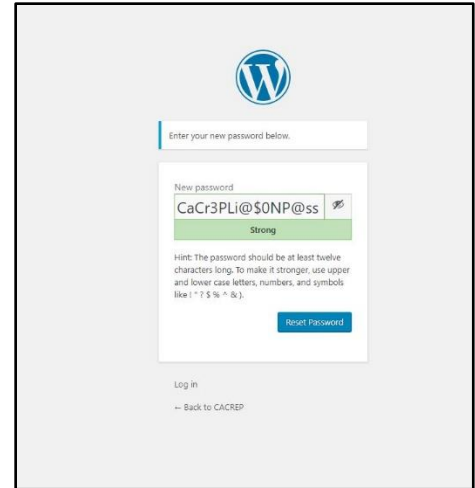 Enter your new password below.
New password
CaCr3PLi@$0NP@ss
Strong
Hint: The password should be at least twelve
characters long. To make it stronger, use upper
and lower case letters, numbers, and symbols
like ! " ? $ % ^ & ).
Reset Password
Log in
← Back to CACREP